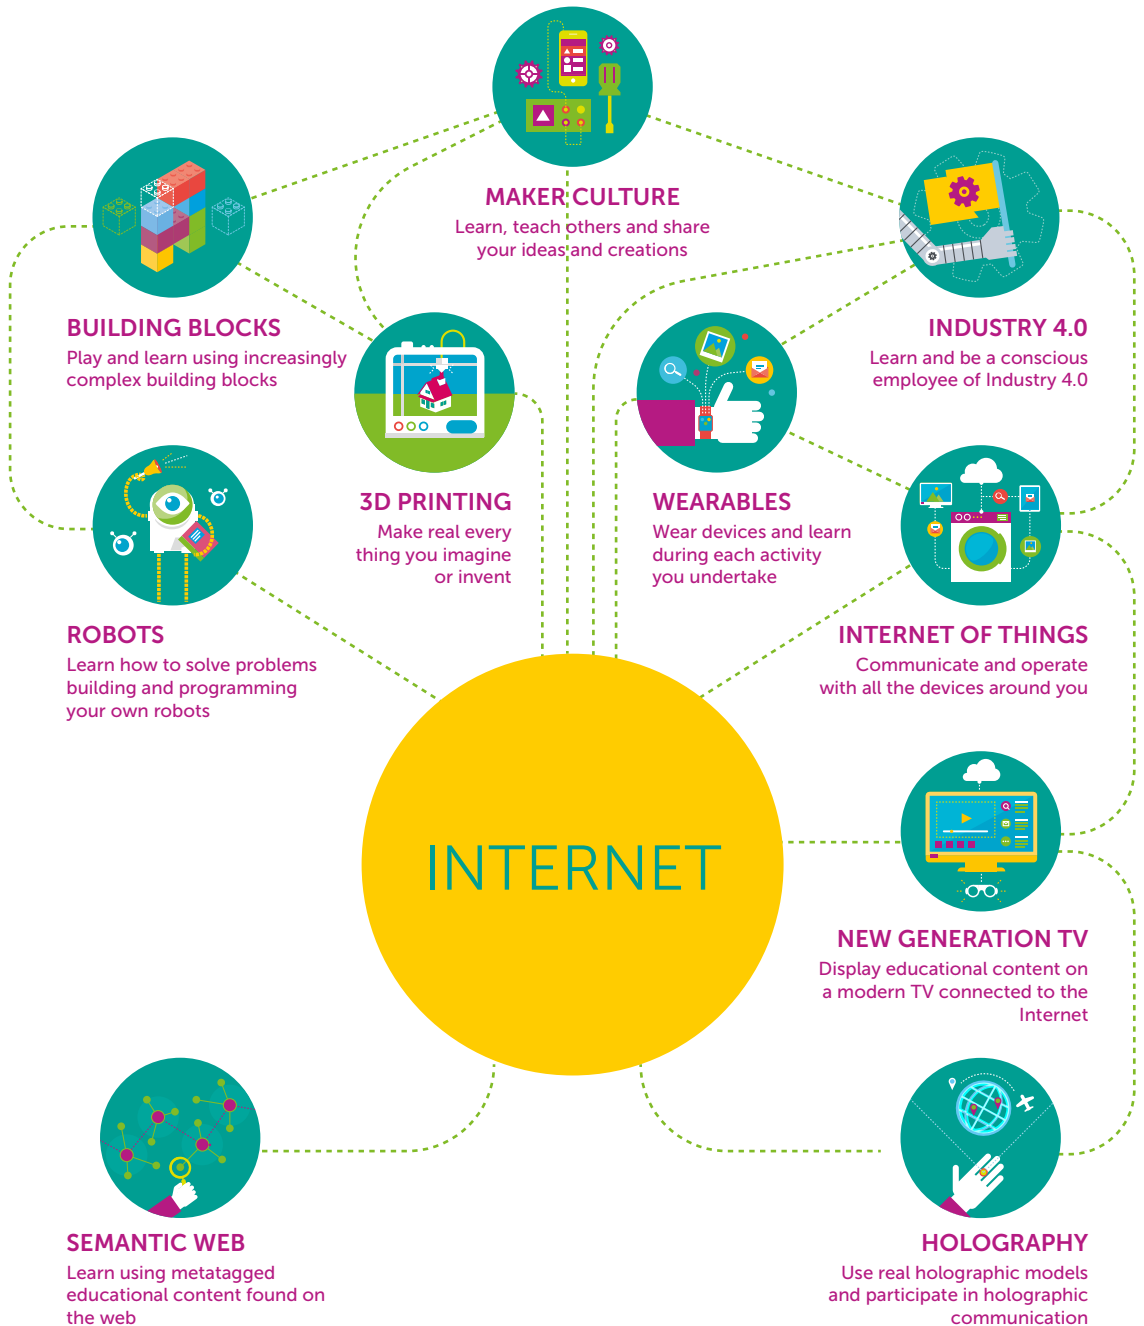 MAKER CULTURE
Learn, teach others and share
your ideas and creations
BUILDING BLOCKS
Play and learn using increasingly
complex building blocks
INDUSTRY 4.0
Learn and be a conscious
employee of Industry 4.0
3D PRINTING
Make real every
thing you imagine
or invent
WEARABLES
Wear devices and learn
during each activity
you undertake
ROBOTS
Learn how to solve problems
building and programming
your own robots
INTERNET OF THINGS
Communicate and operate
with all the devices around you
INTERNET
NEW GENERATION TV
Display educational content on
a modern TV connected to the
Internet
SEMANTIC WEB
Learn using metatagged
educational content found on
the web
HOLOGRAPHY
Use real holographic models
and participate in holographic
communication